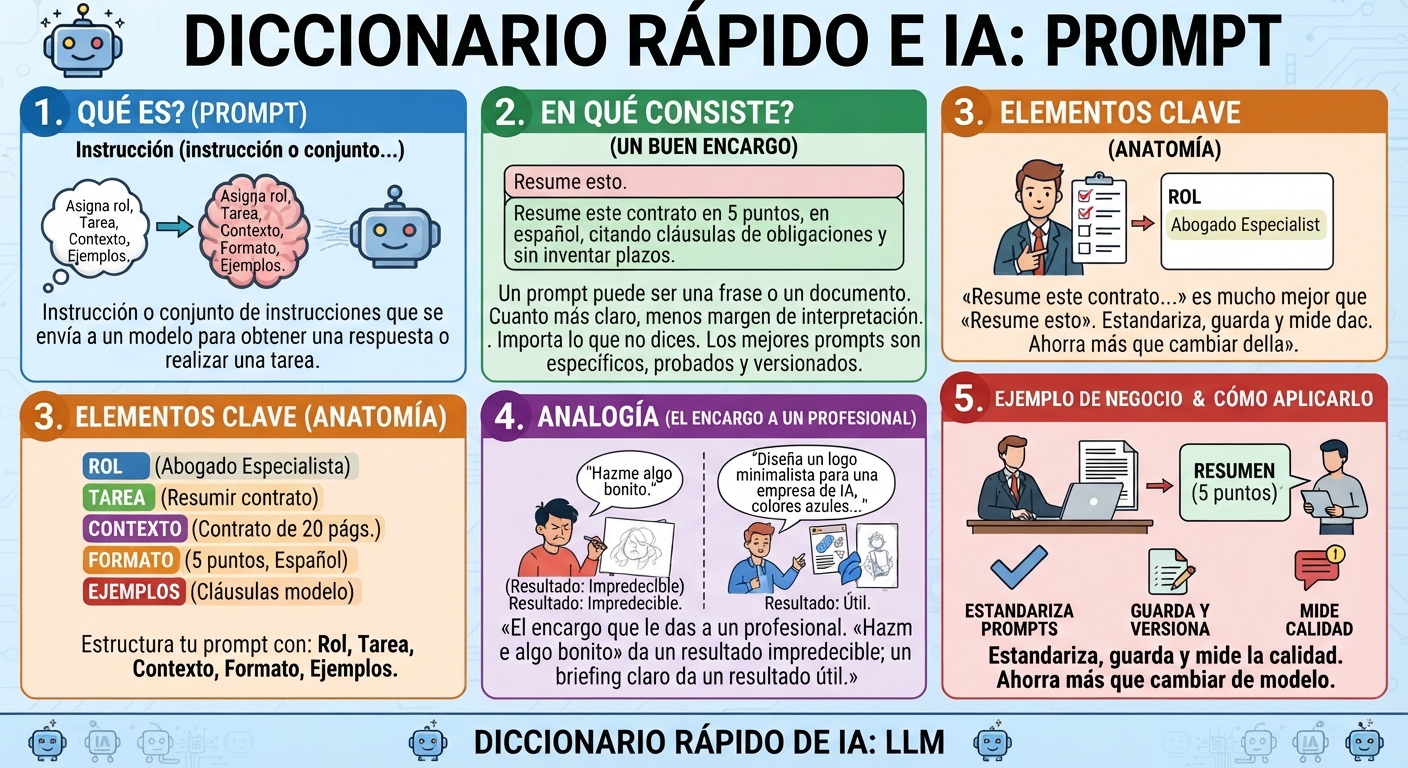 DICCIONARIO RÁPIDO E IA: PROMPT
1. QUÉ ES? (PROMPT)
Instrucción (instrucción o conjunto...)
Asigna rol,
Tarea,
Contexto,
Ejemplos.
Asigna rol,
Tarea,
Contexto,
Formato,
Ejemplos.
Instrucción o conjunto de instrucciones que se
envía a un modelo para obtener una respuesta o
realizar una tarea.
2. EN QUÉ CONSISTE?
(UN BUEN ENCARGO)
Resume esto.
Resume este contrato en 5 puntos, en
español, citando cláusulas de obligaciones y
sin inventar plazos.
Un prompt puede ser una frase o un documento.
Cuanto más claro, menos margen de interpretación.
. Importa lo que no dices. Los mejores prompts son
específicos, probados y versionados.
3. ELEMENTOS CLAVE
(ANATOMÍA)
ROL
Abogado Especialist
«Resume este contrato...» es mucho mejor que
«Resume esto». Estandariza, guarda y mide dac.
Ahorra más que cambiar della».
3. ELEMENTOS CLAVE (ANATOMÍA)
ROL (Abogado Especialista)
TAREA (Resumir contrato)
CONTEXTO (Contrato de 20 págs.)
FORMATO (5 puntos, Español)
EJEMPLOS (Cláusulas modelo)
Estructura tu prompt con: Rol, Tarea,
Contexto, Formato, Ejemplos.
4. ANALOGÍA (EL ENCARGO A UN PROFESIONAL)
"Hazme algo
bonito."
(Resultado: Impredecible)
Resultado: Impredecible.
"Diseña un logo
minimalista para una
empresa de IA,
colores azules..."
Resultado: Útil.
«El encargo que le das a un profesional. «Hazm
e algo bonito» da un resultado impredecible; un
briefing claro da un resultado útil.»
5. EJEMPLO DE NEGOCIO & CÓMO APLICARLO
RESUMEN
(5 puntos)
ESTANDARIZA
PROMPTS
GUARDA Y
VERSIONA
MIDE
CALIDAD
Estandariza, guarda y mide la calidad.
Ahorra más que cambiar de modelo.
IA
DICCIONARIO RÁPIDO DE IA: LLM
IA